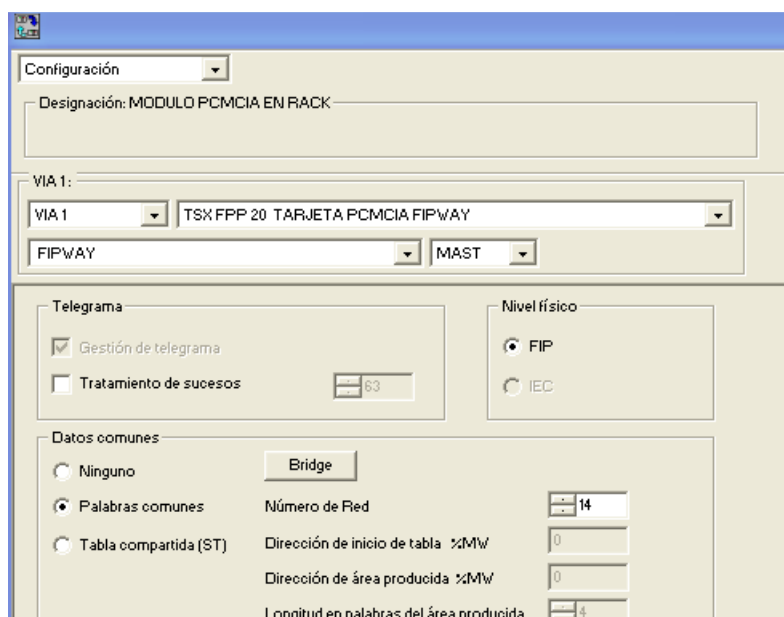 Configuración
Designación: MODULO PCMCIA EN RACK
VIA 1:
VIA 1 TSX FPP 20 TARJETA PCMCIA FIPWAY
FIPWAY MAST
Telegrama Nivel físico
Gestión de telegrama FIP
Tratamiento de sucesos 63 IEC
Datos comunes
Ninguno Bridge
Palabras comunes Número de Red 14
Tabla compartida (ST) Dirección de inicio de tabla %MW 0
Dirección de área producida %MW 0
Longitud en palabras del área producida 4